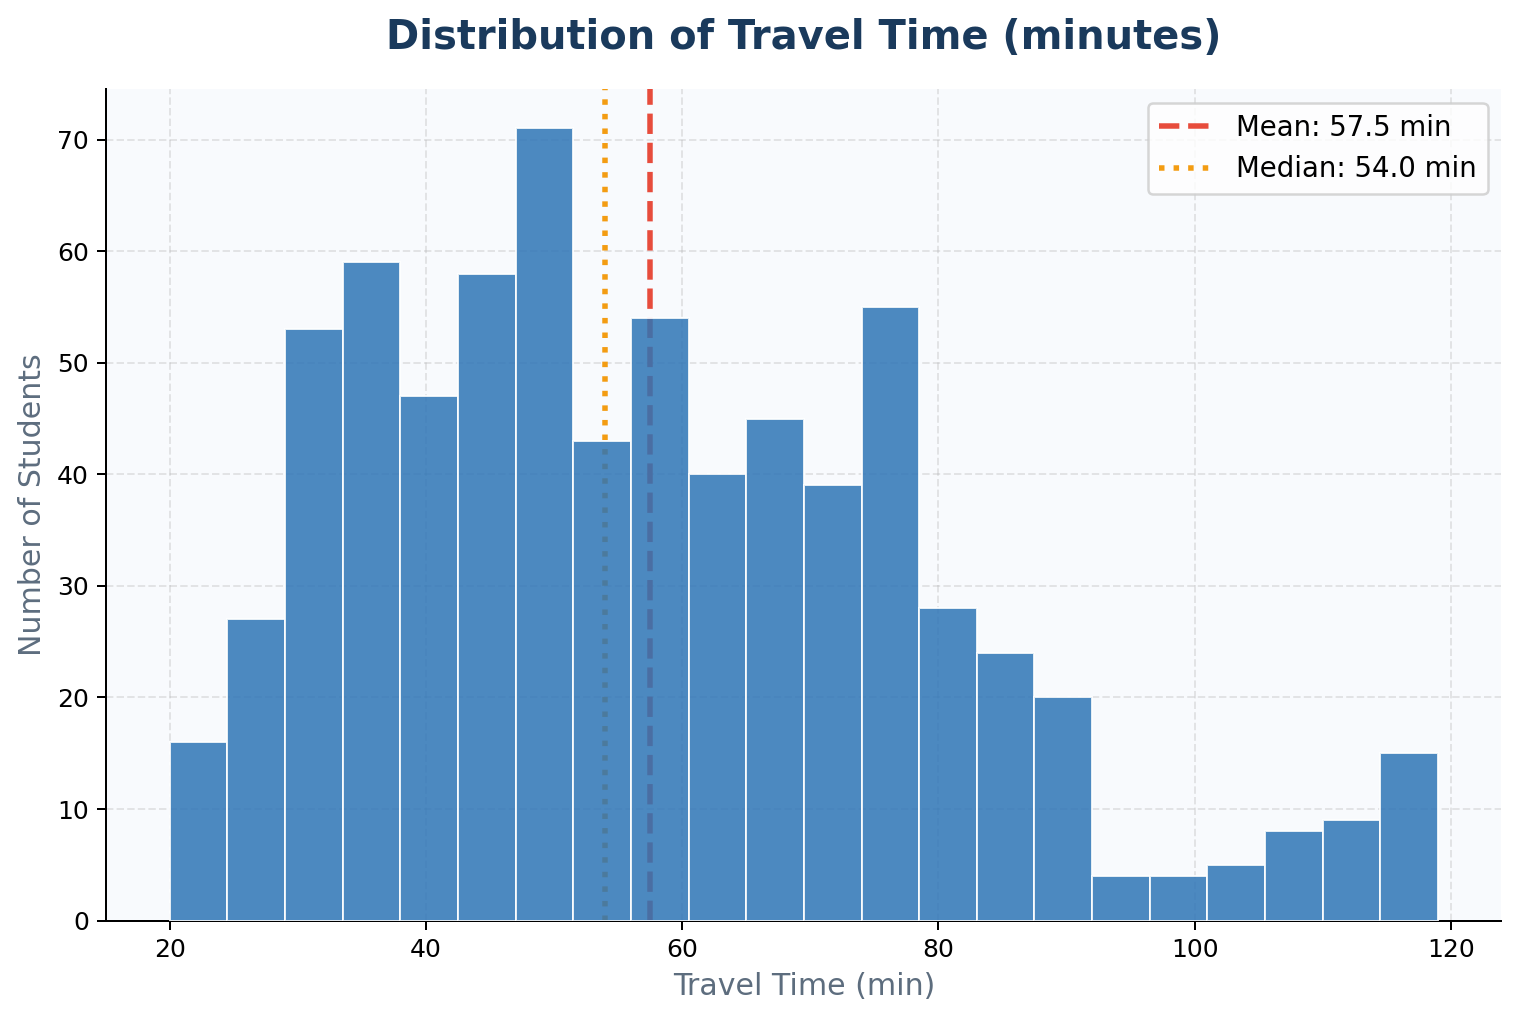 Distribution of Travel Time (minutes)
Mean: 57.5 min
Median: 54.0 min
Number of Students
70
60
50
40
30
20
10
0
20 40 60 80 100 120
Travel Time (min)